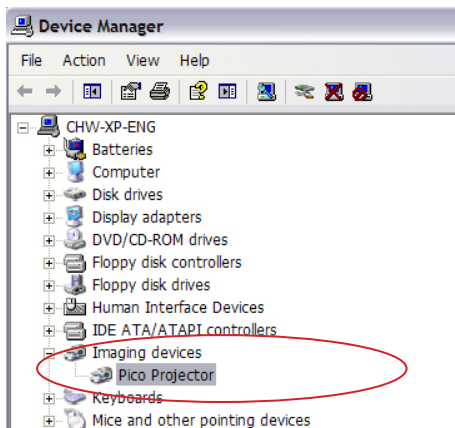 Device Manager
File Action View Help
CHW-XP-ENG
Batteries
Computer
Disk drives
Display adapters
DVD/CD-ROM drives
Floppy disk controllers
Floppy disk drives
Human Interface Devices
IDE ATA/ATAPI controllers
Imaging devices
Pico Projector
Keyboards
Mice and other pointing devices